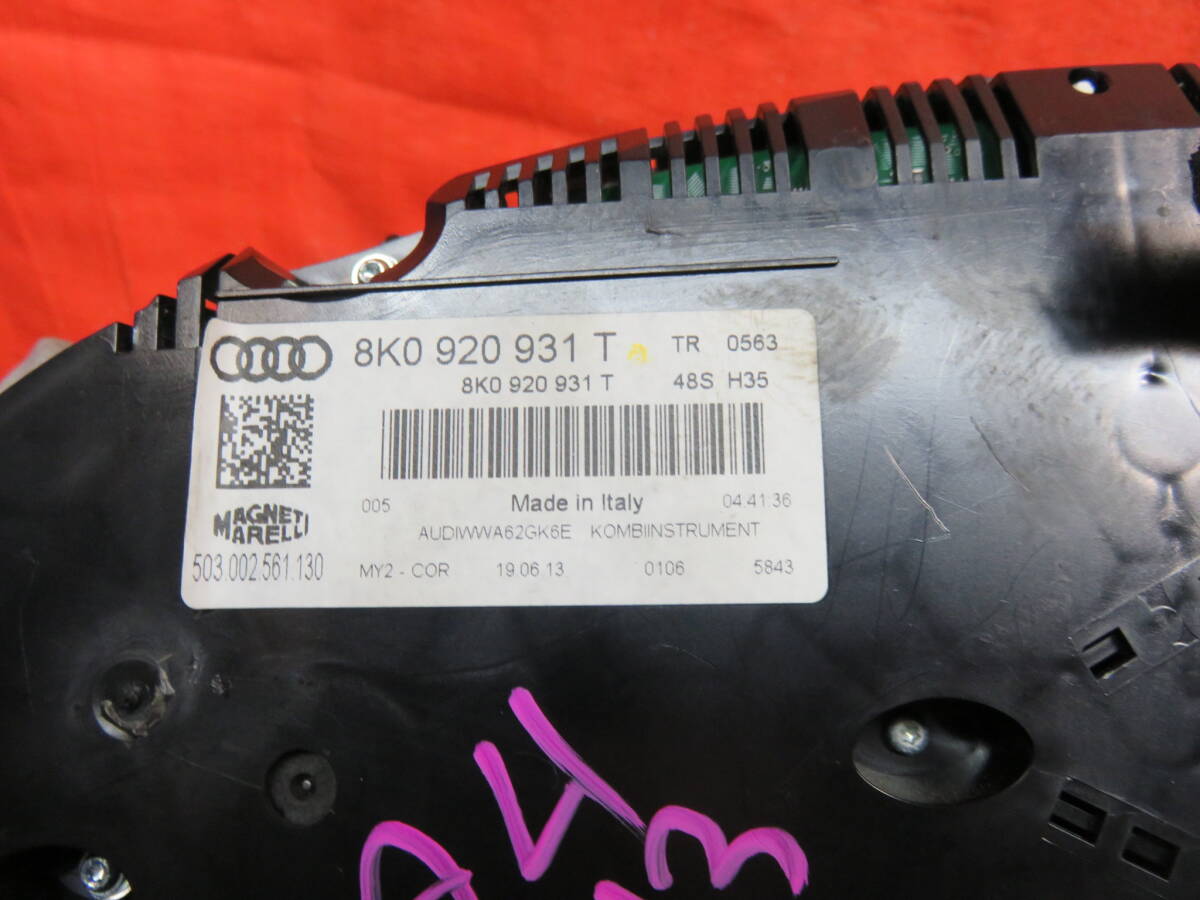 8K0 920 931 T TR 0563
8K0 920 931 T 48S H35
005 Made in Italy 04.41.36
AUDIWWWA62GK6E KOMBIINSTRUMENT
MAGNETI
MARELLI
503.002.561.130 MY2 - COR 19.06.13 0106 5843